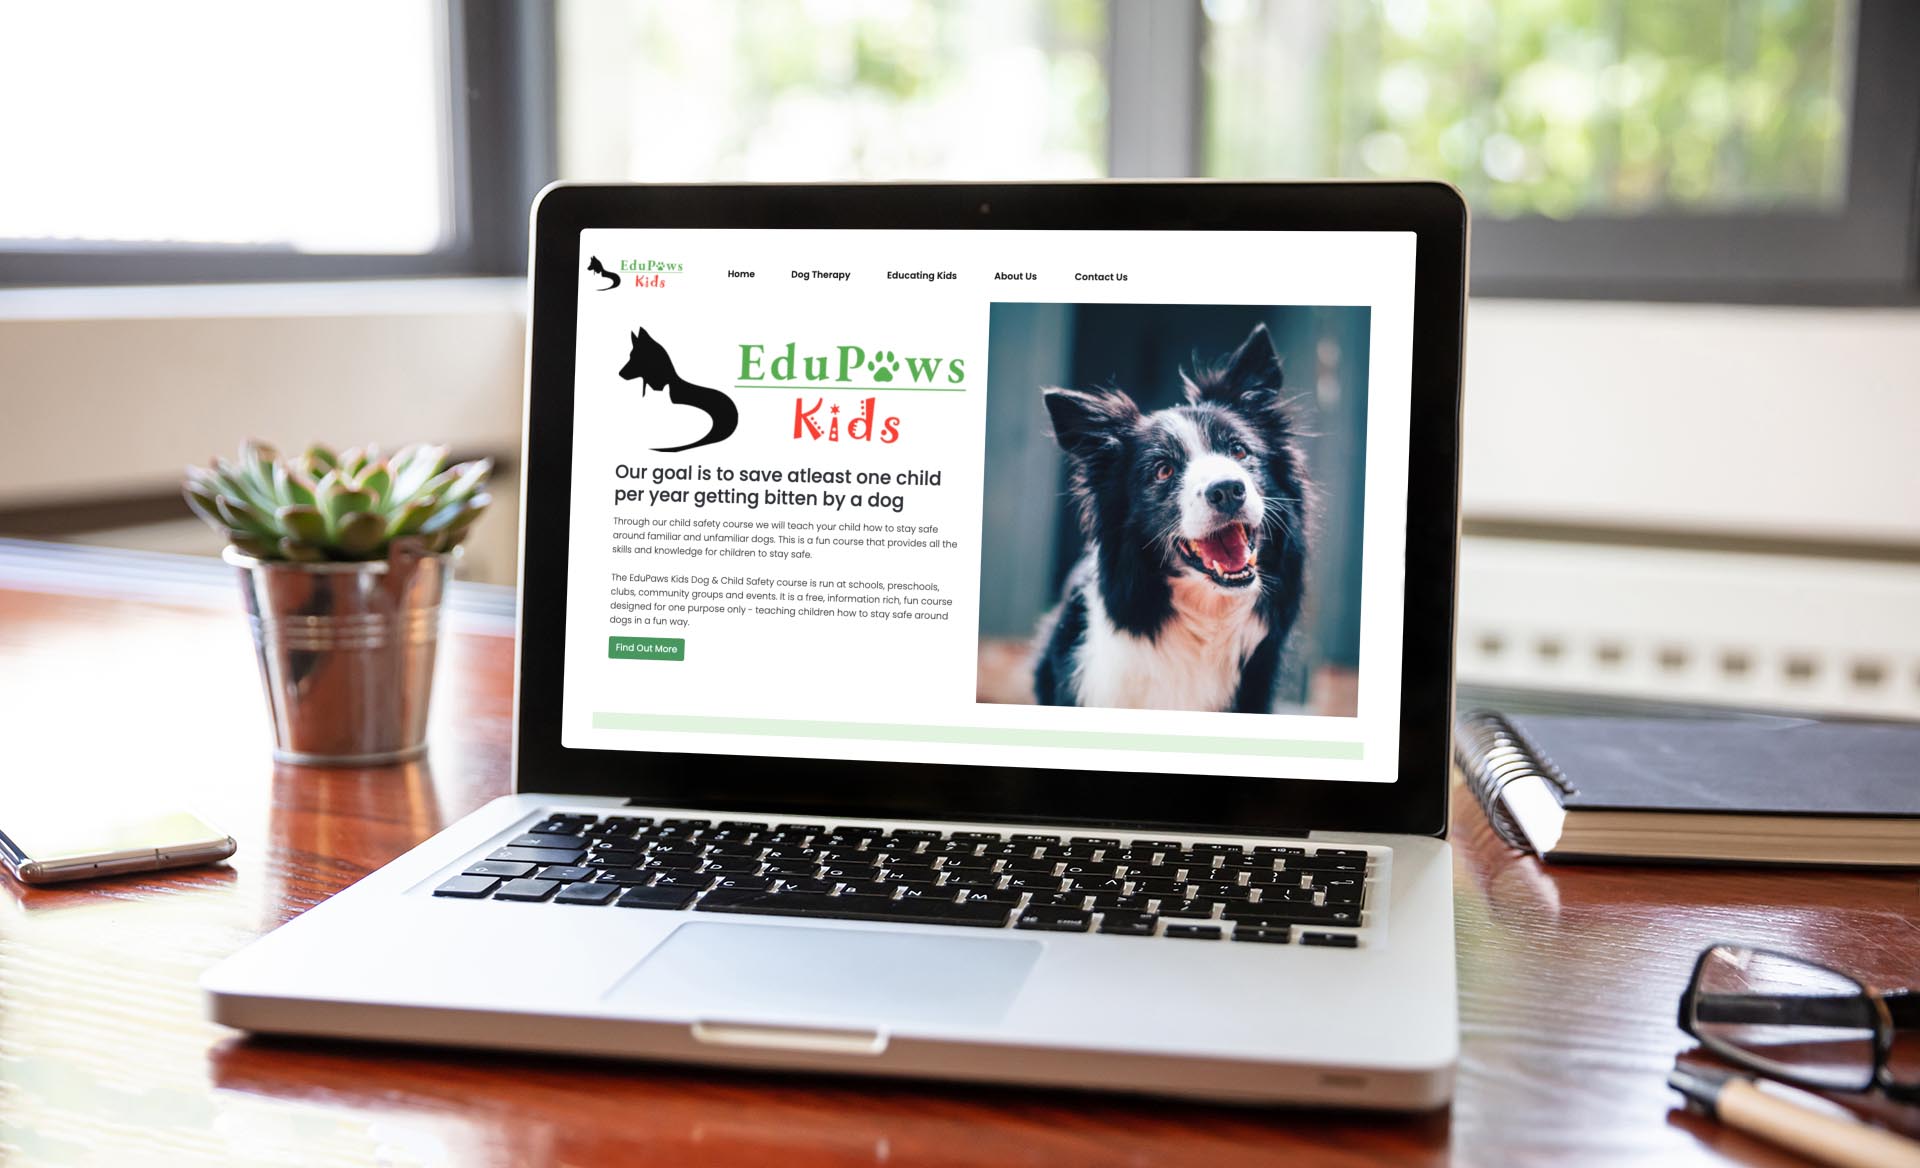 EduPaws
Kids
Home Dog Therapy Educating Kids About Us Contact Us
EduPaws
Kids
Our goal is to save atleast one child
per year getting bitten by a dog
Through our child safety course we will teach your child how to stay safe
around familiar and unfamiliar dogs. This is a fun course that provides all the
skills and knowledge for children to stay safe.
The EduPaws Kids Dog & Child Safety course is run at schools, preschools,
clubs, community groups and events. It is a free, information rich, fun course
designed for one purpose only - teaching children how to stay safe around
dogs in a fun way.
Find Out More
Q W E R T Y U I O P
A S D F G H J K L
Z X C V B N M
cmd